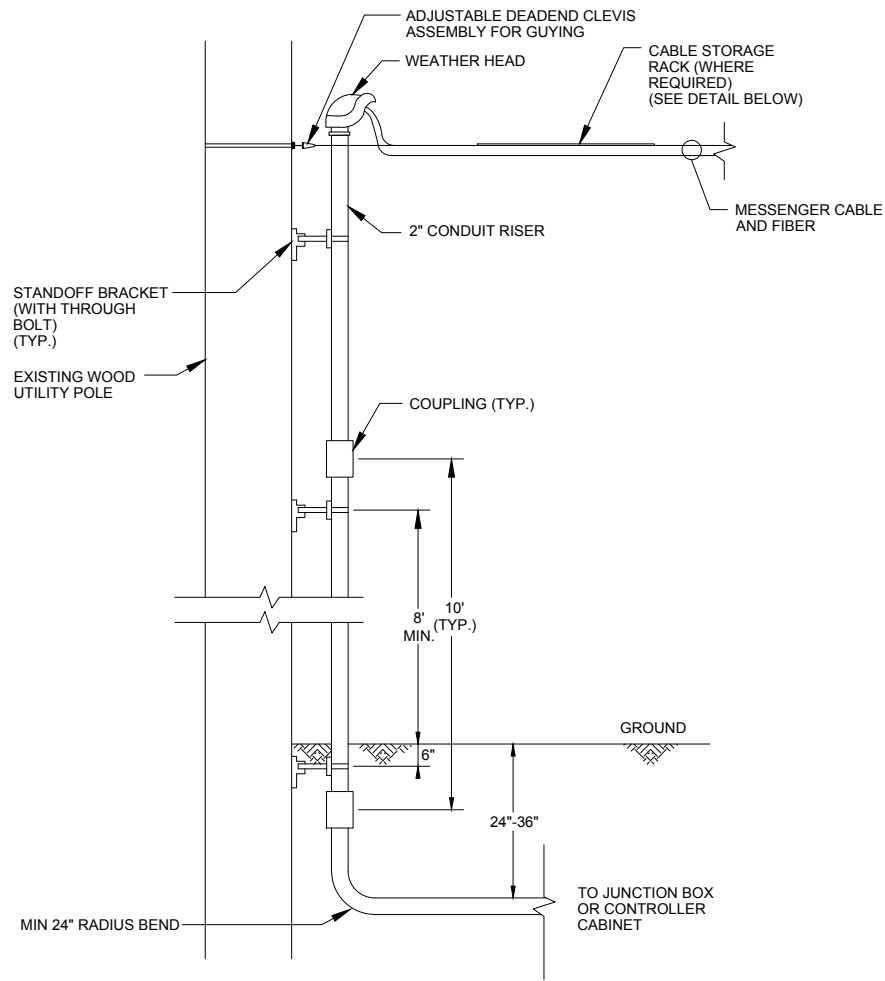 ADJUSTABLE DEADEND CLEVIS
ASSEMBLY FOR GUYING
WEATHER HEAD
CABLE STORAGE
RACK (WHERE
REQUIRED)
(SEE DETAIL BELOW)
MESSENGER CABLE
AND FIBER
2" CONDUIT RISER
STANDOFF BRACKET
(WITH THROUGH
BOLT)
(TYP.)
EXISTING WOOD
UTILITY POLE
COUPLING (TYP.)
8'
MIN.
10'
(TYP.)
GROUND
6"
24"-36"
TO JUNCTION BOX
OR CONTROLLER
CABINET
MIN 24" RADIUS BEND